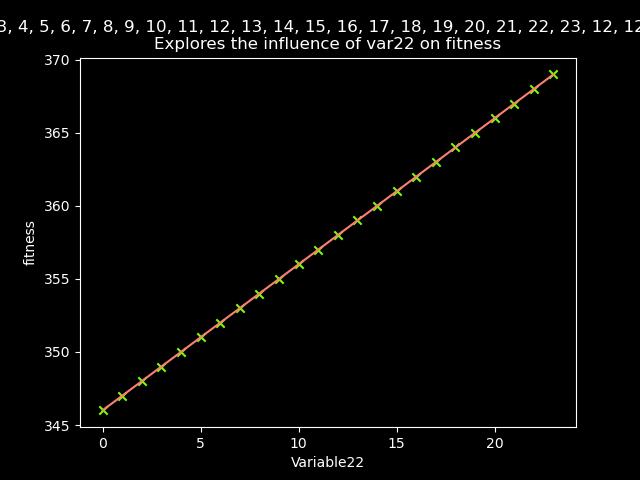 3, 4, 5, 6, 7, 8, 9, 10, 11, 12, 13, 14, 15, 16, 17, 18, 19, 20, 21, 22, 23, 12, 12
Explores the influence of var22 on fitness
370
365
360
355
350
345
fitness
0 5 10 15 20
Variable22